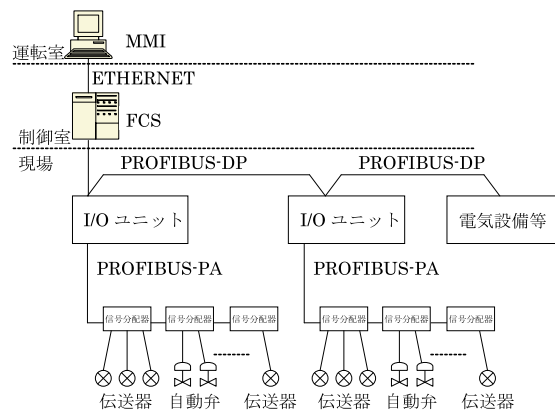 MMI
運転室
ETHERNET
FCS
制御室
現場
PROFIBUS-DP
PROFIBUS-DP
I/O ユニット
I/O ユニット
電気設備等
PROFIBUS-PA
PROFIBUS-PA
信号分配器
信号分配器
信号分配器
信号分配器
信号分配器
信号分配器
伝送器
自動弁
伝送器
伝送器
自動弁
伝送器